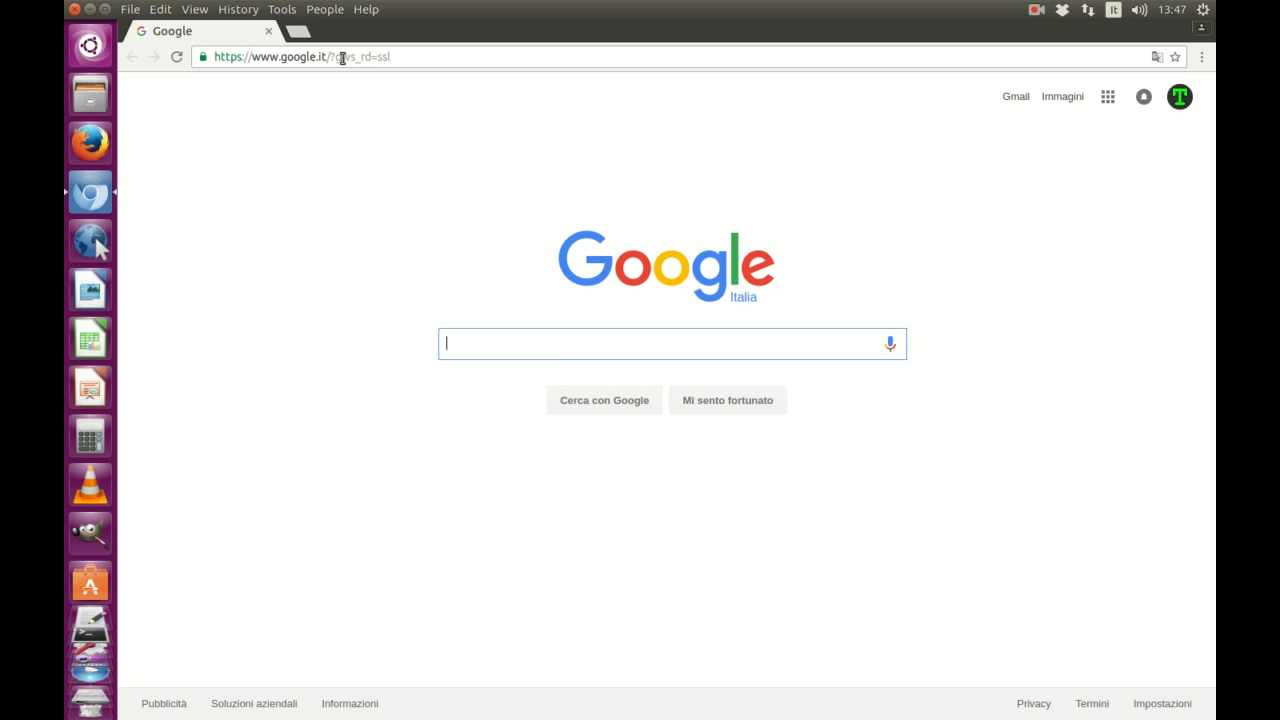 File Edit View History Tools People Help
It 13:47
Google
https://www.google.it/?gws_rd=ssl
Gmail Immagini
T
Google
Italia
Cerca con Google Mi sento fortunato
Pubblicità Soluzioni aziendali Informazioni Privacy Termini Impostazioni